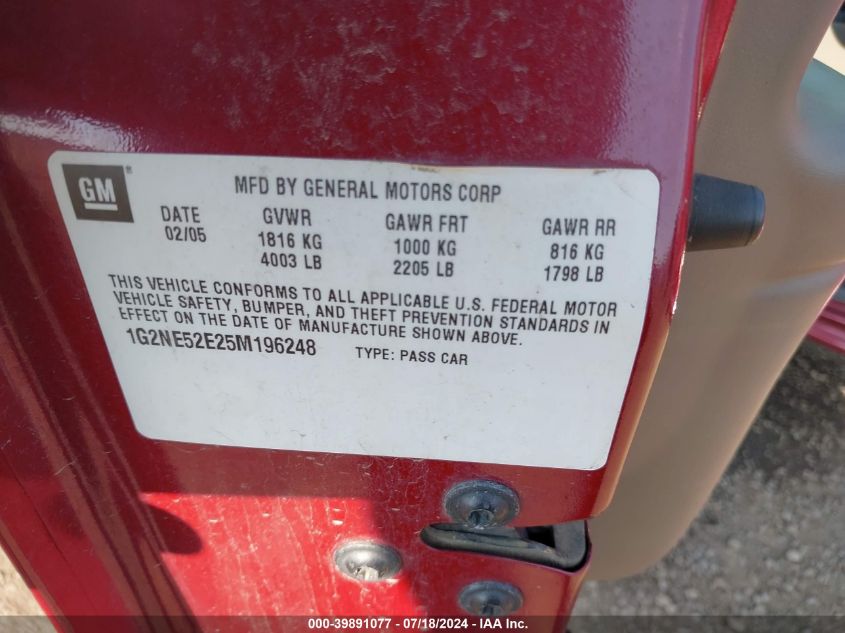 GM ®
MFD BY GENERAL MOTORS CORP
DATE GVWR GAWR FRT GAWR RR
02/05 1816 KG 1000 KG 816 KG
4003 LB 2205 LB 1798 LB
THIS VEHICLE CONFORMS TO ALL APPLICABLE U.S. FEDERAL MOTOR
VEHICLE SAFETY, BUMPER, AND THEFT PREVENTION STANDARDS IN
EFFECT ON THE DATE OF MANUFACTURE SHOWN ABOVE.
1G2NE52E25M196248 TYPE: PASS CAR
000-39891077 - 07/18/2024 - IAA, Inc.